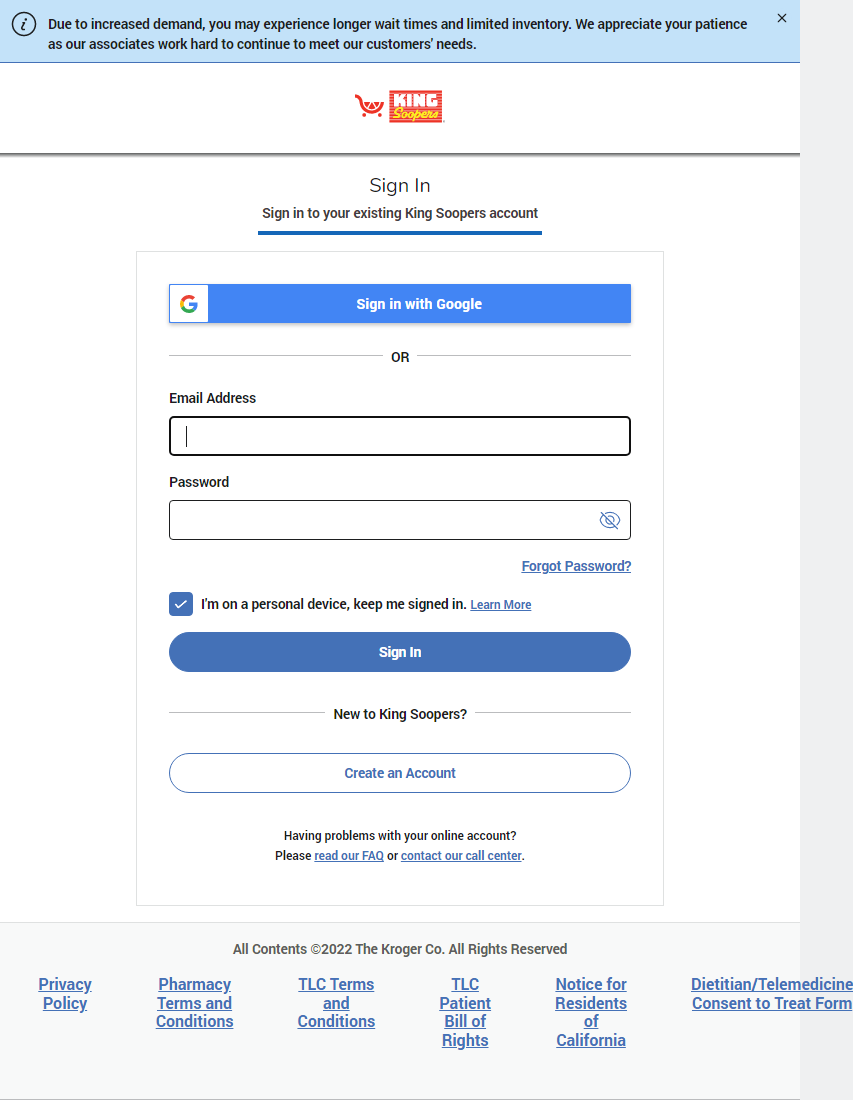 Due to increased demand, you may experience longer wait times and limited inventory. We appreciate your patience
as our associates work hard to continue to meet our customers' needs.
KING
Soopers
Sign In
Sign in to your existing King Soopers account
Sign in with Google
OR
Email Address
Password
Forgot Password?
I'm on a personal device, keep me signed in. Learn More
Sign In
New to King Soopers?
Create an Account
Having problems with your online account?
Please read our FAQ or contact our call center.
All Contents ©2022 The Kroger Co. All Rights Reserved
Privacy
Policy
Pharmacy
Terms and
Conditions
TLC Terms
and
Conditions
TLC
Patient
Bill of
Rights
Notice for
Residents
of
California
Dietitian/Telemedicine
Consent to Treat Form